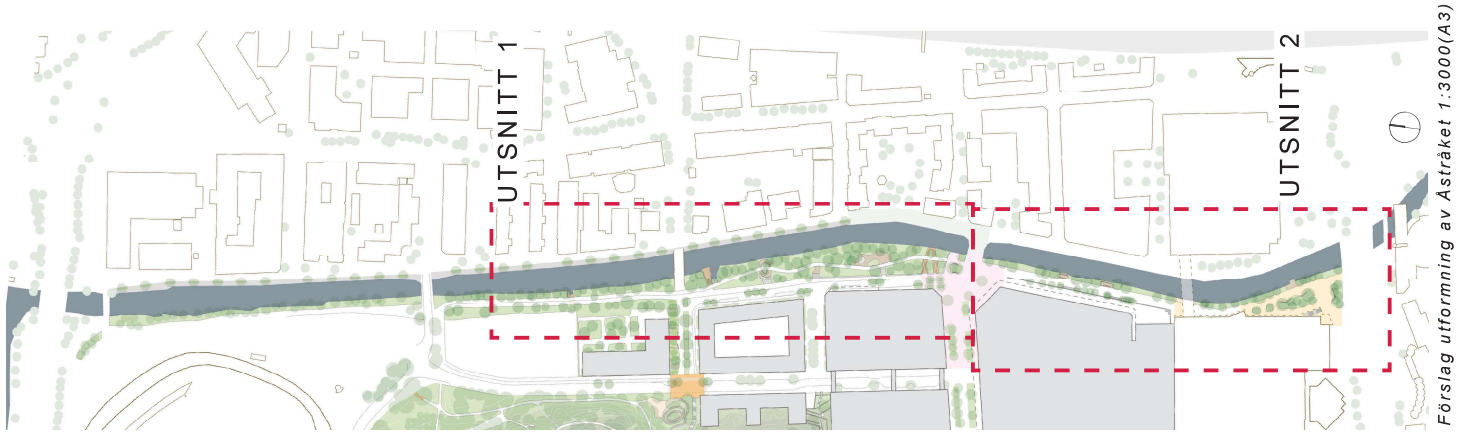 UTSNITT 1
UTSNITT 2
Förslag utformning av Åstråket 1:3000(A3)